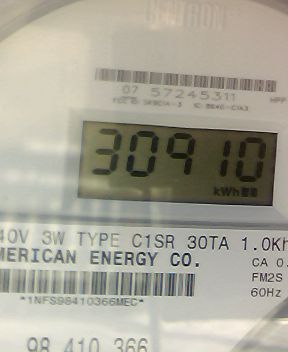 CENTRON
07 57245311
30910
kWh
40V 3W TYPE C1SR 30TA 1.0Kh
MERICAN ENERGY CO.
CA 0.
FM2S
60Hz
*1NFS98410366MEC*
98 410 366